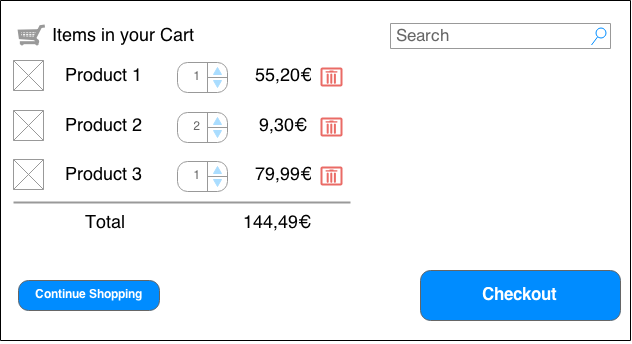 Items in your Cart
Search
Product 1 1 55,20€
Product 2 2 9,30€
Product 3 1 79,99€
Total 144,49€
Continue Shopping
Checkout